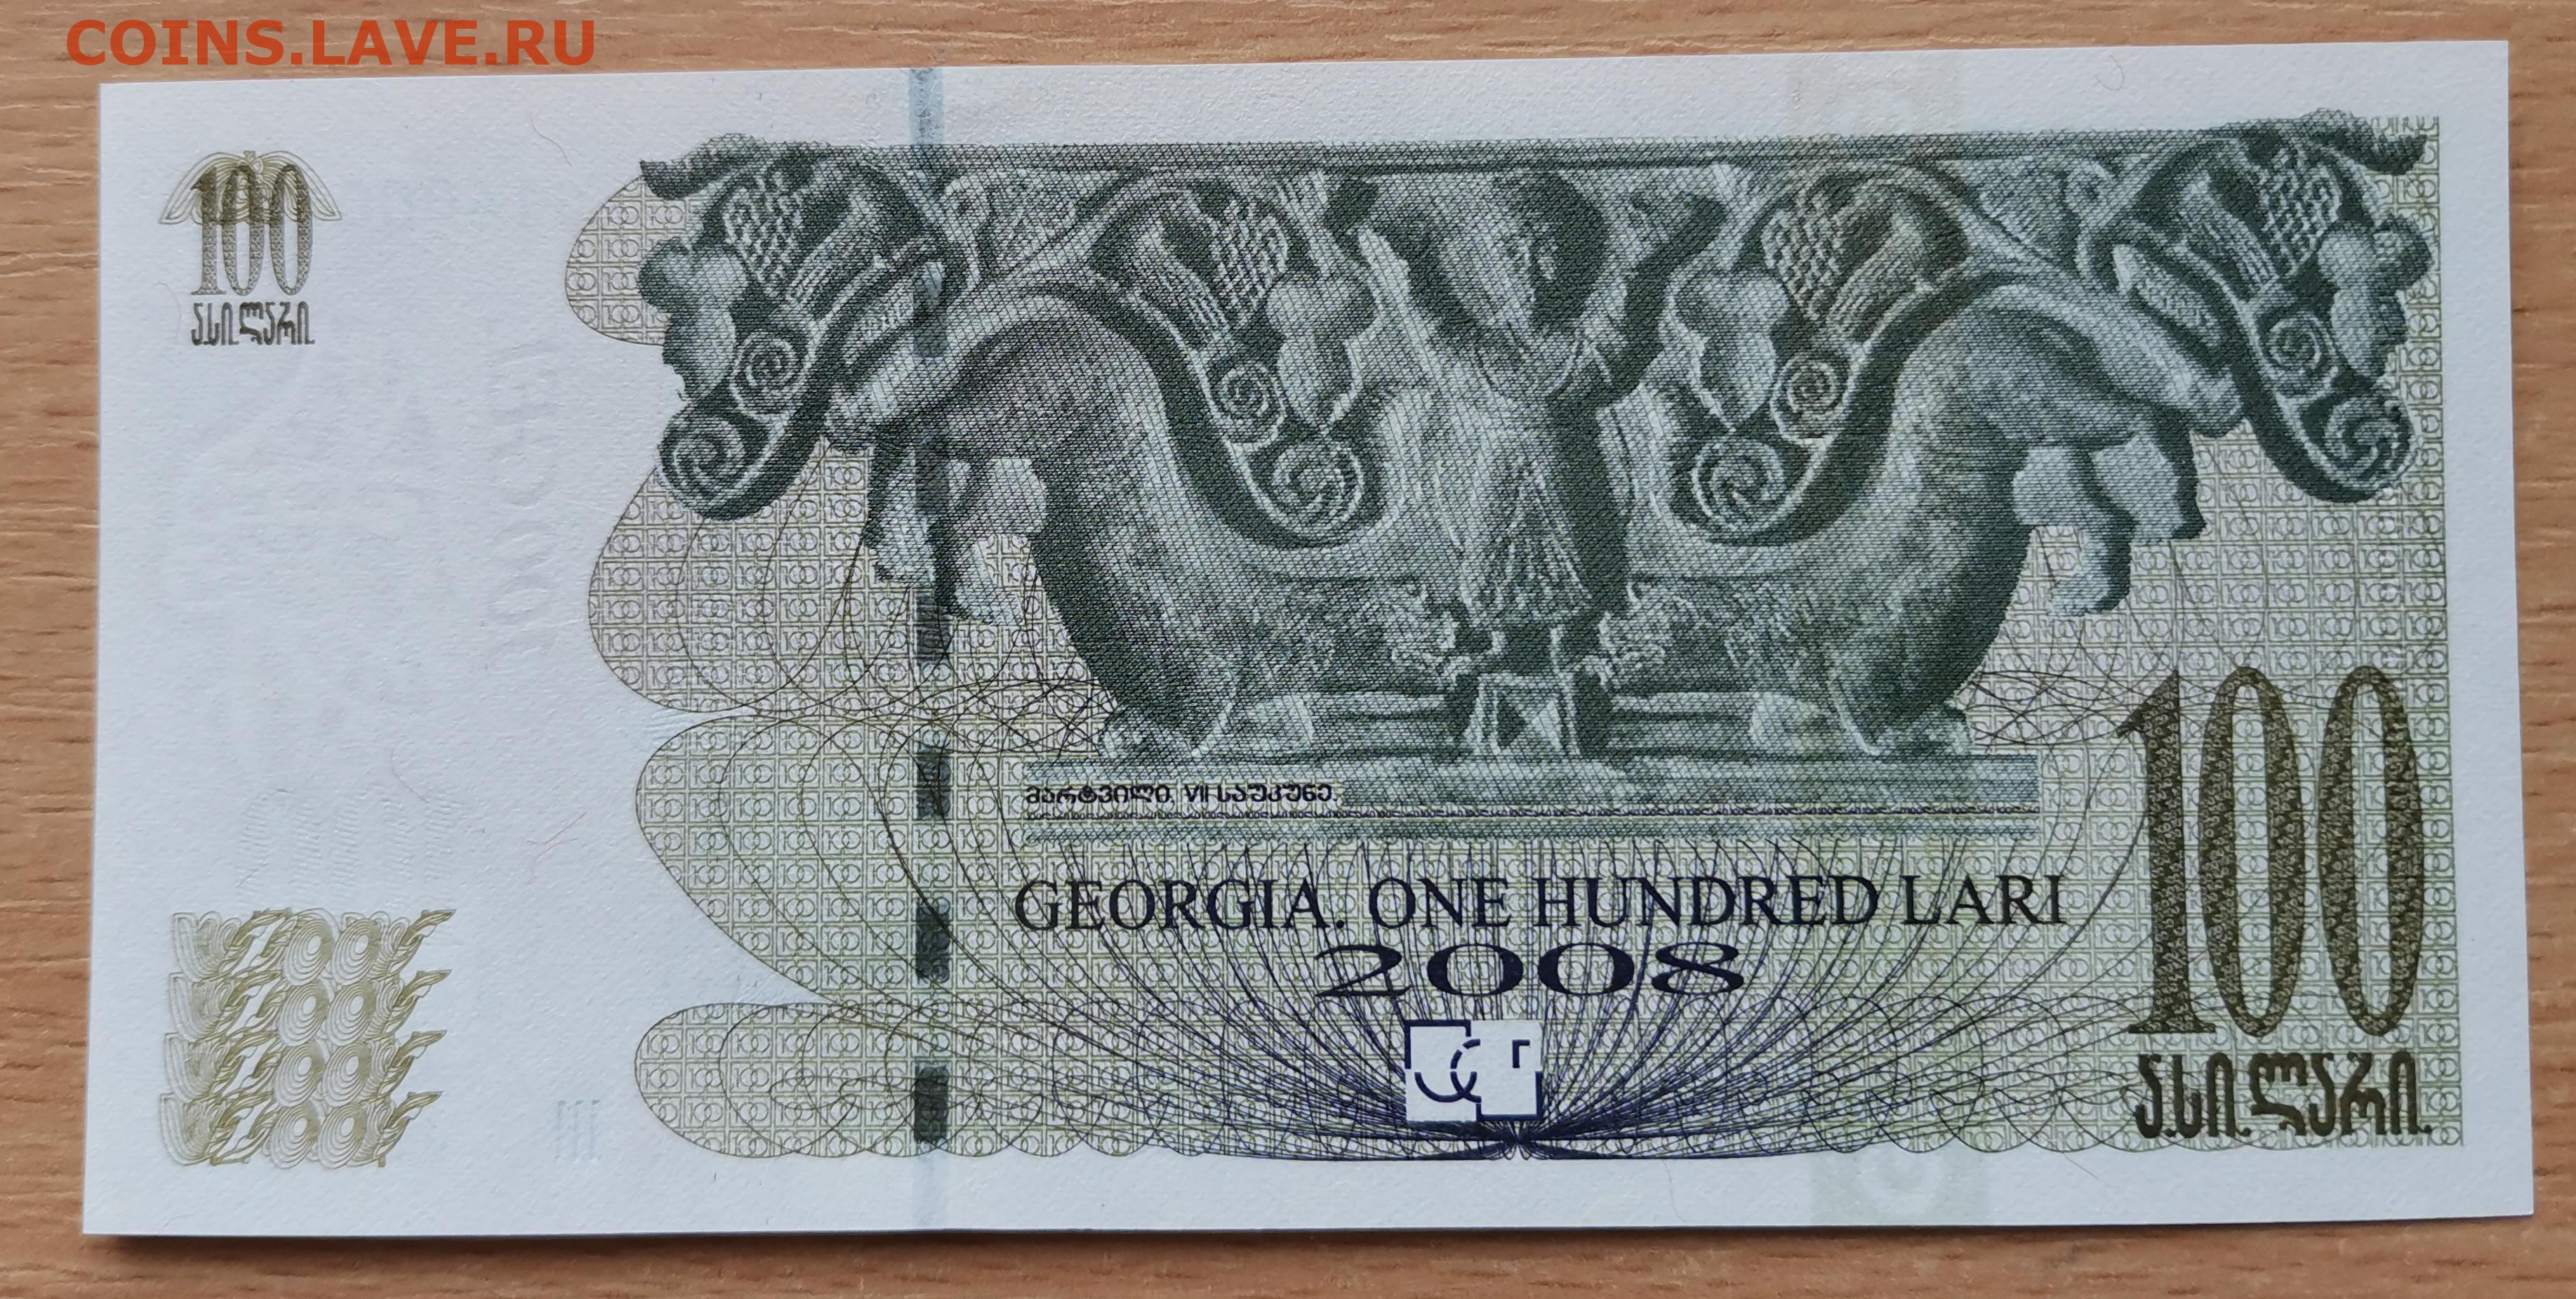 COINS.LAVE.RU
100
ასი ლარი
მარტვილი. VII საუკუნე.
GEORGIA. ONE HUNDRED LARI
2008
100
ასი ლარი